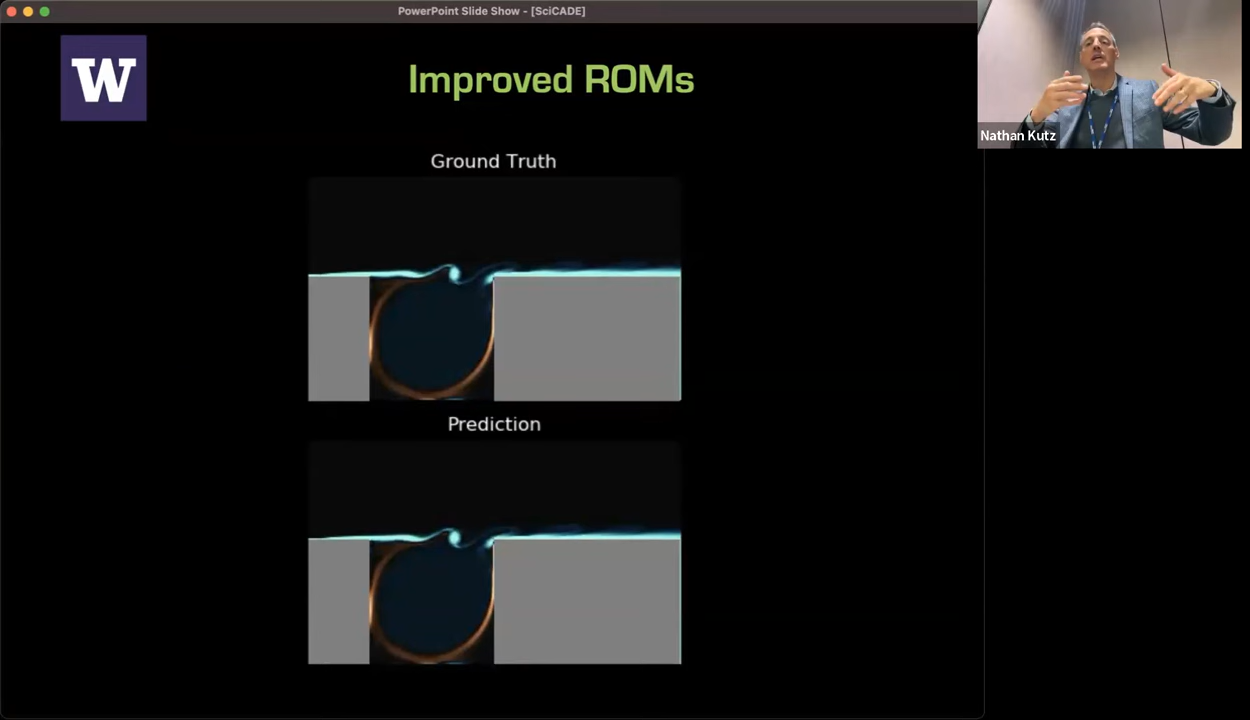 PowerPoint Slide Show - [SciCADE]
W
Improved ROMs
Nathan Kutz
Ground Truth
Prediction